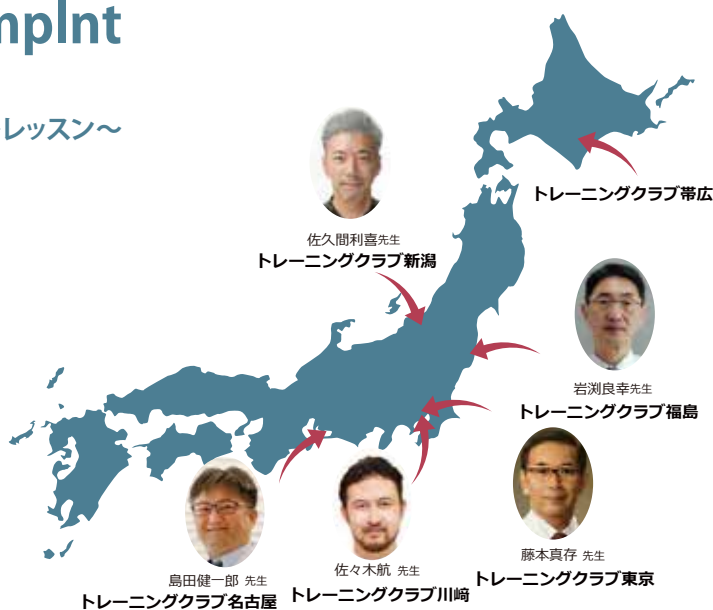 mplnt
レッスン～
トレーニングクラブ帯広
佐久間利喜先生
トレーニングクラブ新潟
岩渕良幸先生
トレーニングクラブ福島
藤本真存 先生
トレーニングクラブ東京
佐々木航 先生
トレーニングクラブ川﨑
島田健一郎 先生
トレーニングクラブ名古屋